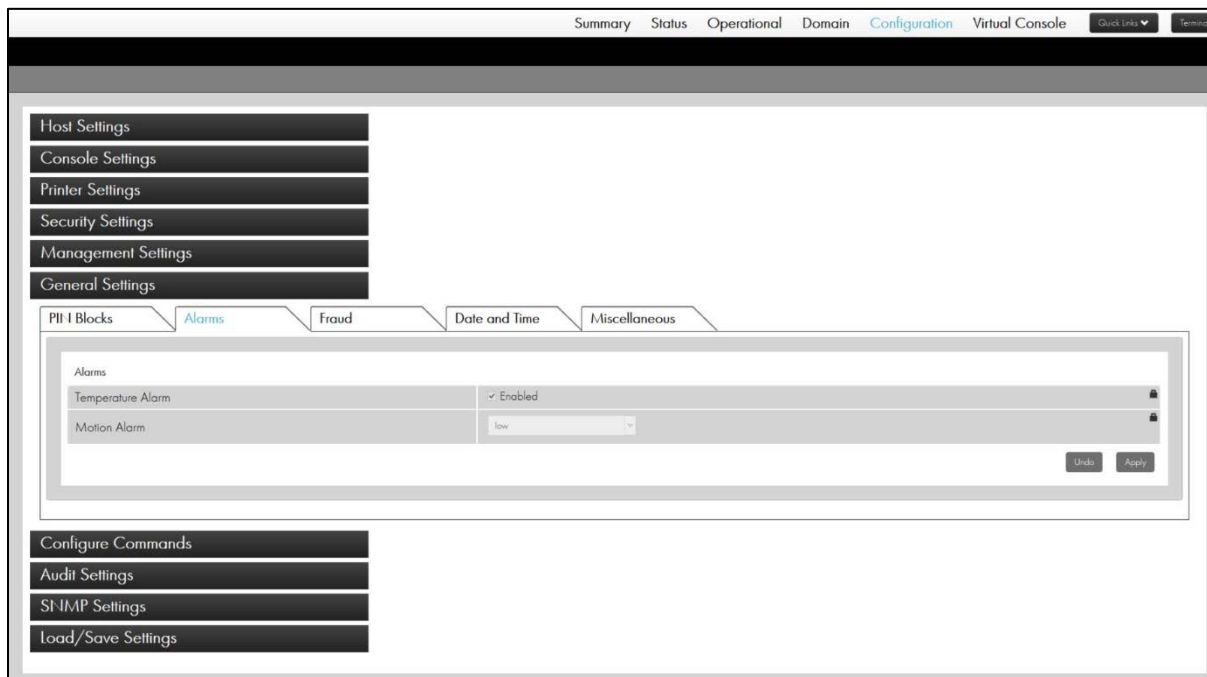 Summary Status Operational Domain Configuration Virtual Console Quick Links
Host Settings
Console Settings
Printer Settings
Security Settings
Management Settings
General Settings
PIN Blocks Alarms Fraud Date and Time Miscellaneous
Alarms
Temperature Alarm Enabled
Motion Alarm low
Undo Apply
Configure Commands
Audit Settings
SNMP Settings
Load/Save Settings